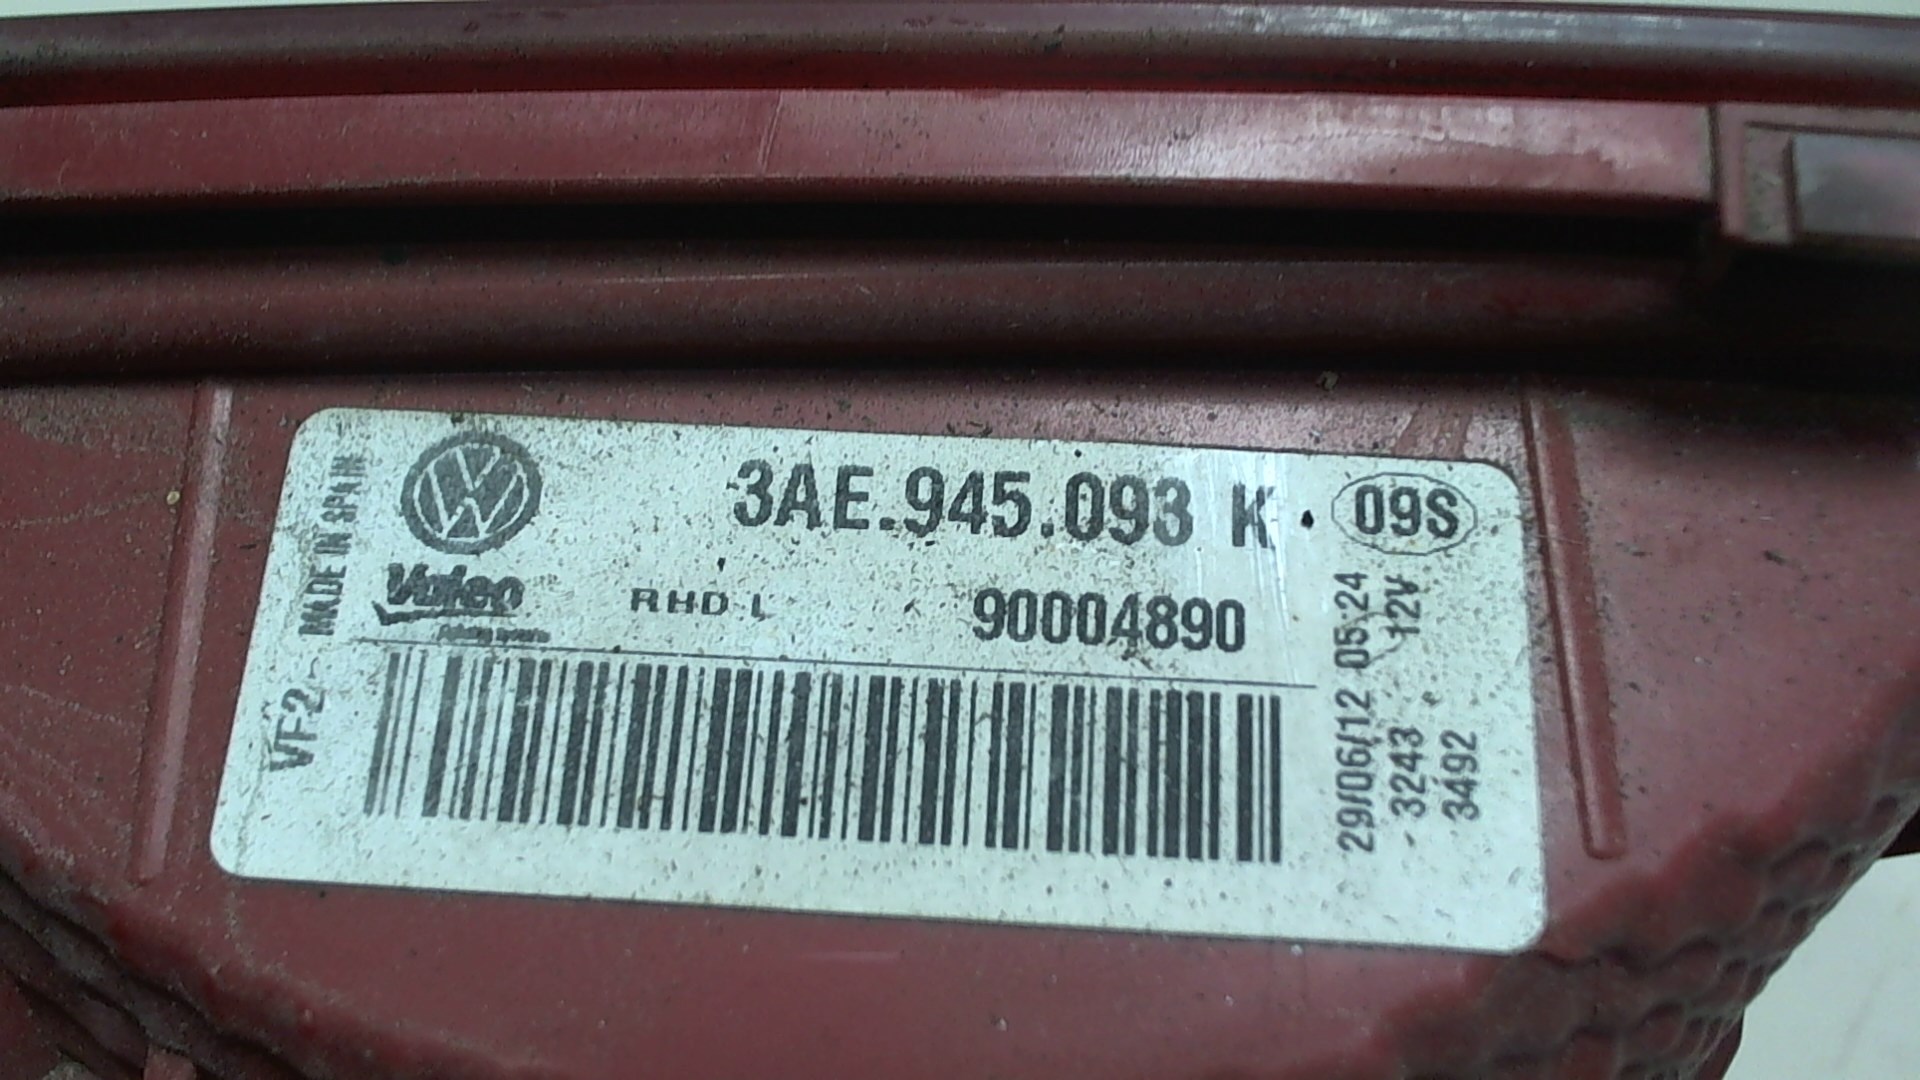 3AE.945.093 K
09S
MADE IN SPAIN
Valeo
RHD L
90004890
VF2
29/06/12 05:24
3243
12V
3492